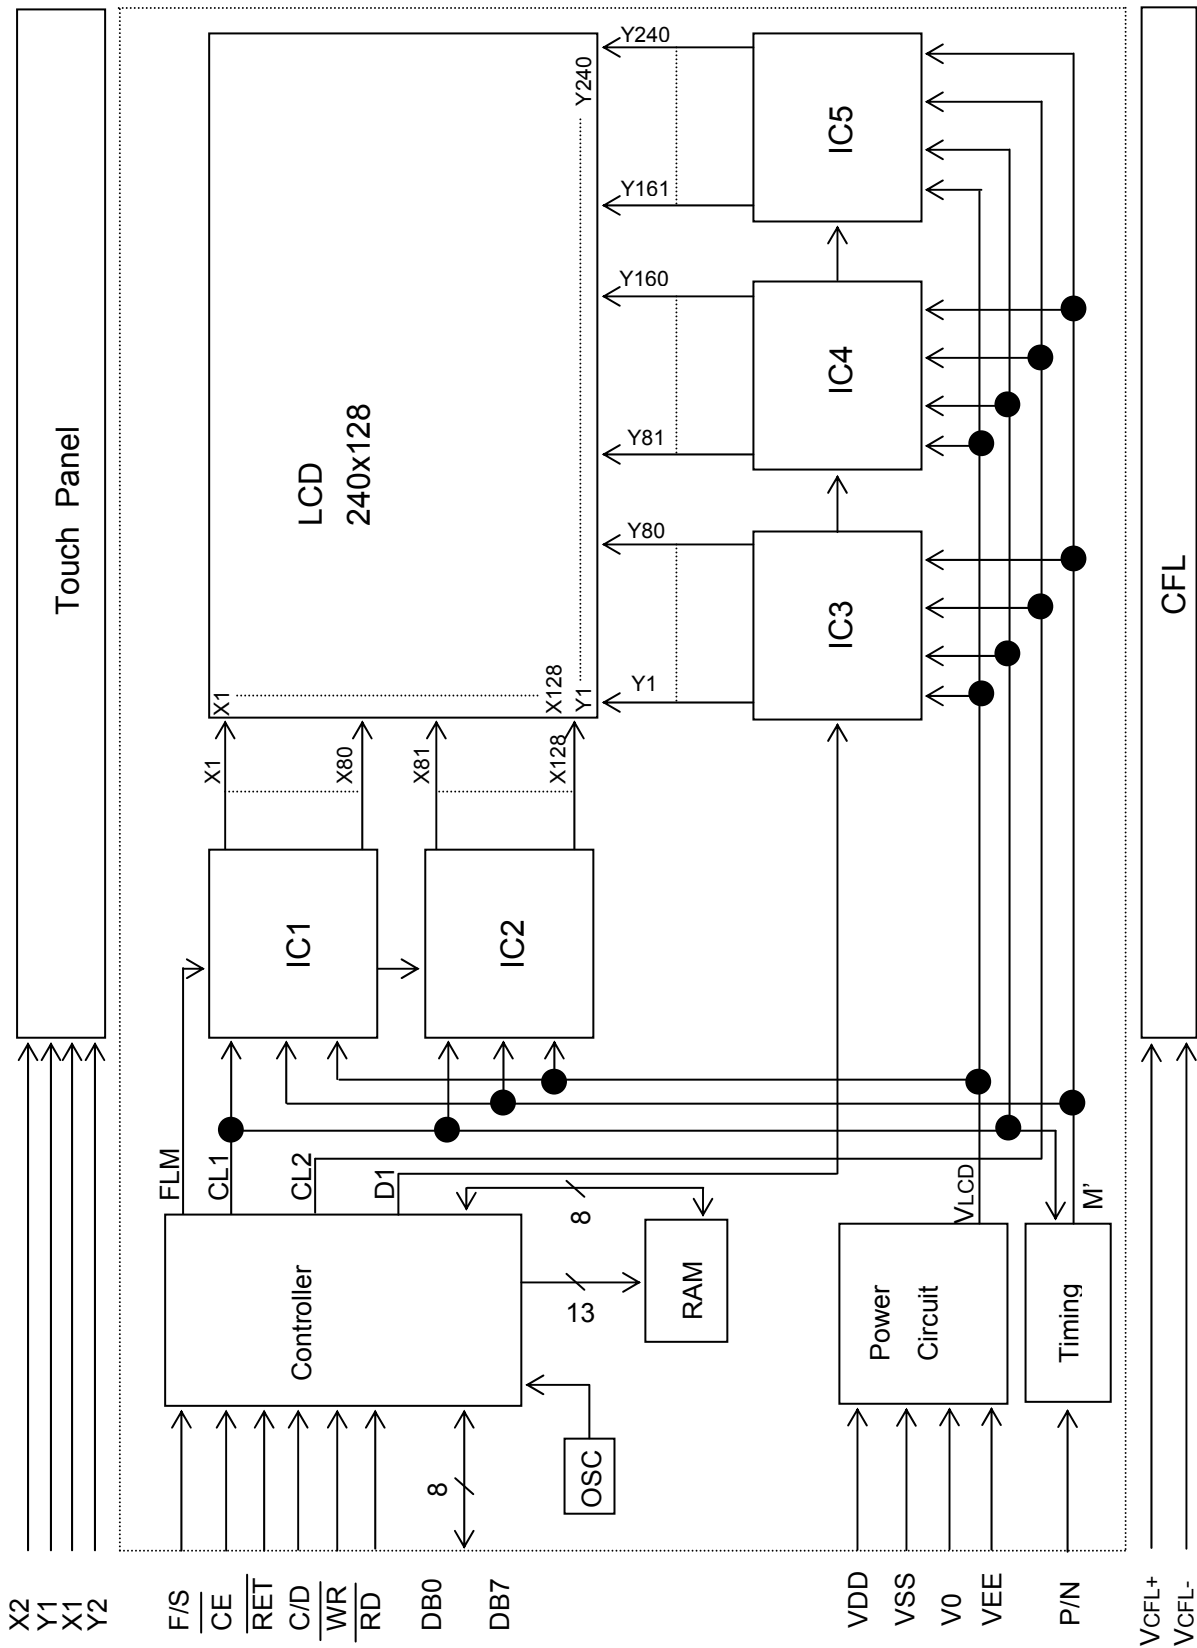 X2
Y1
X1
Y2
Touch Panel
F/S
CE
RET
C/D
WR
RD
DB0
DB7
8
Controller
FLM
CL1
CL2
D1
8
13
RAM
OSC
IC1
IC2
X1
X80
X81
X128
X1
X128
Y1
Y240
LCD
240x128
Y1
Y80
Y81
Y160
Y161
Y240
IC3
IC4
IC5
VDD
VSS
V0
VEE
Power
Circuit
VLCD
P/N
Timing
M'
VCFL+
VCFL-
CFL